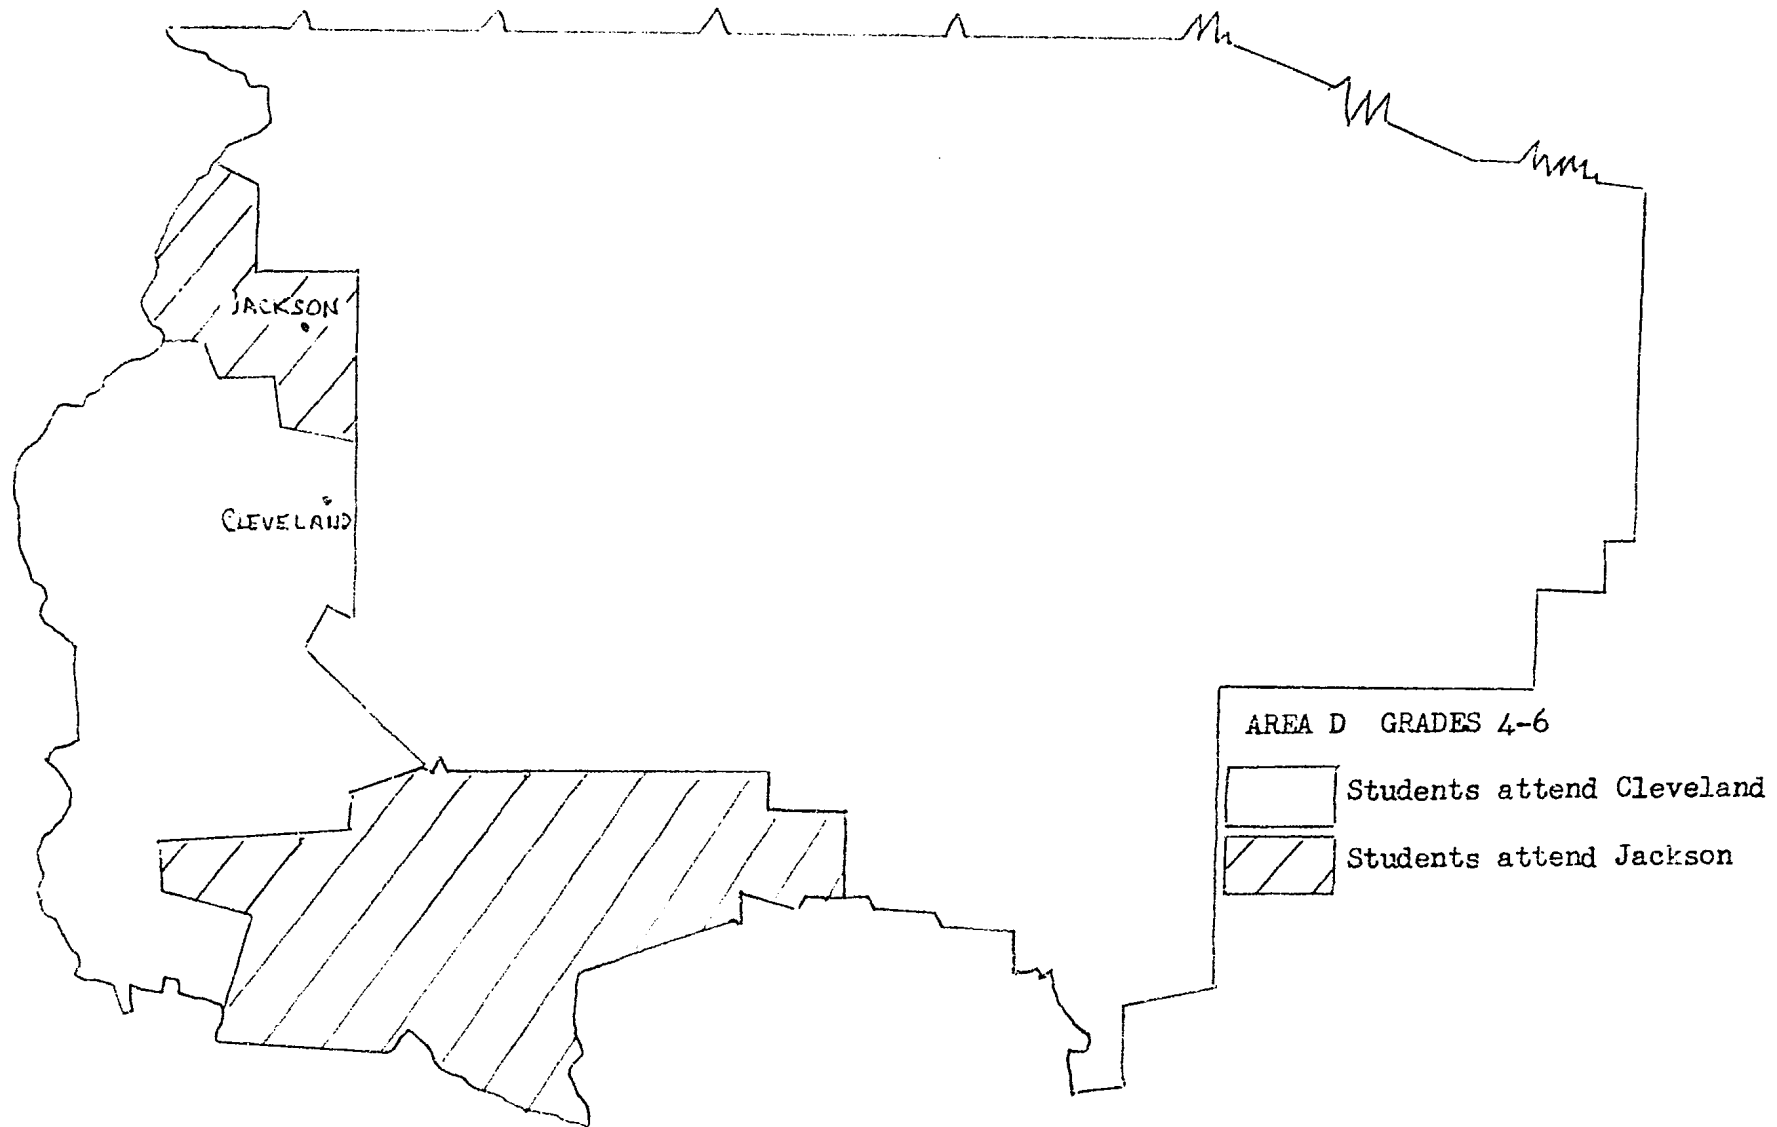 JACKSON
CLEVELAND
AREA D GRADES 4-6
Students attend Cleveland
Students attend Jackson